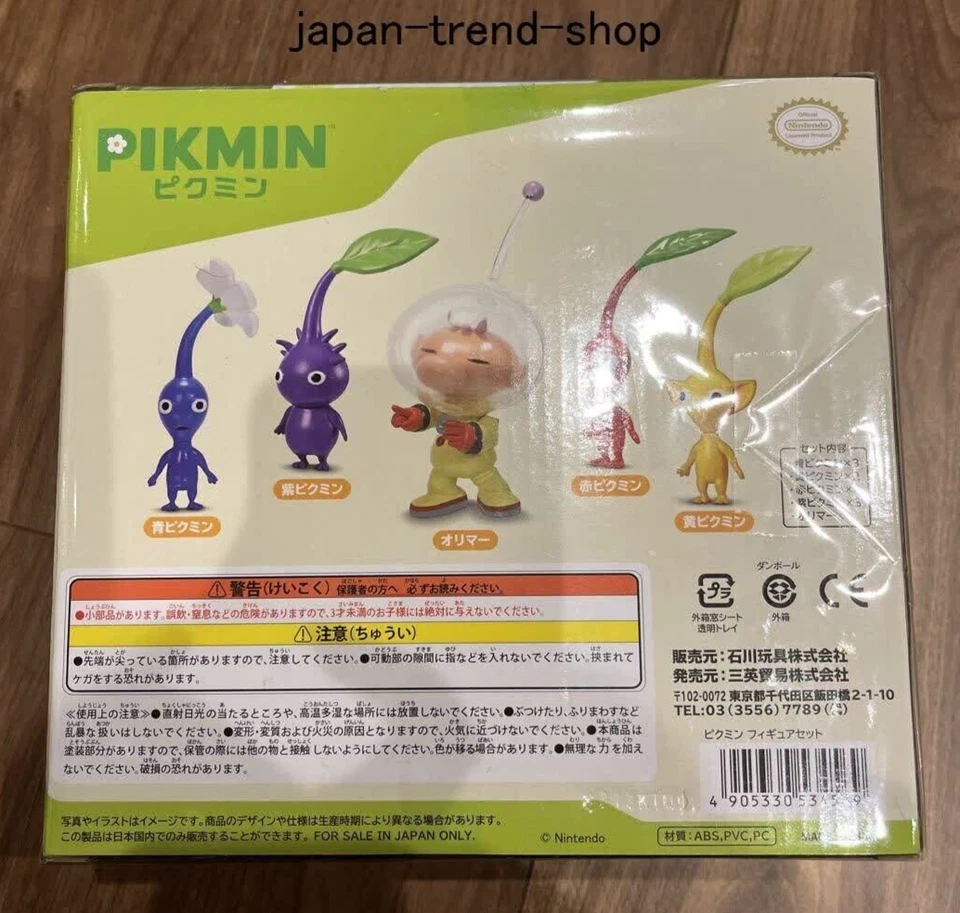 japan-trend-shop
PIKMIN
ピクミン
Official
Nintendo
Licensed Product
青ピクミン
紫ピクミン
オリマー
赤ピクミン
黄ピクミン
セット内容
青ピクミン×3
オリマー
⚠警告(けいこく) 保護者の方へ 必ずお読みください。
●小部品があります。誤飲・窒息などの危険がありますので、3才未満のお子様には絶対に与えないでください。
⚠注意(ちゅうい)
●先端が尖っている箇所がありますので、注意してください。●可動部の隙間に指などを入れないでください。挟まれて
ケガをする恐れがあります。
≪使用上の注意≫●直射日光の当たるところや、高温多湿な場所には放置しないでください。●ぶつけたり、ふりまわすなど
乱暴な扱いはしないでください。●変形・変質および火災の原因となりますので、火気に近づけないでください。●本商品は
塗装部分がありますので、保管の際には他の物と接触しないようにしてください。色が移る場合があります。●無理な力を加え
ないでください。破損の恐れがあります。
ダンボール
プラ
外箱窓シート
透明トレイ
外箱
CE
販売元:石川玩具株式会社
発売元:三英貿易株式会社
〒102-0072 東京都千代田区飯田橋2-1-10
TEL:03(3556)7789(代)
ピクミン フィギュアセット
4 905330
写真やイラストはイメージです。商品のデザインや仕様は生産時期により異なる場合があります。
この製品は日本国内でのみ販売することができます。FOR SALE IN JAPAN ONLY.
© Nintendo
材質:ABS,PVC,PC